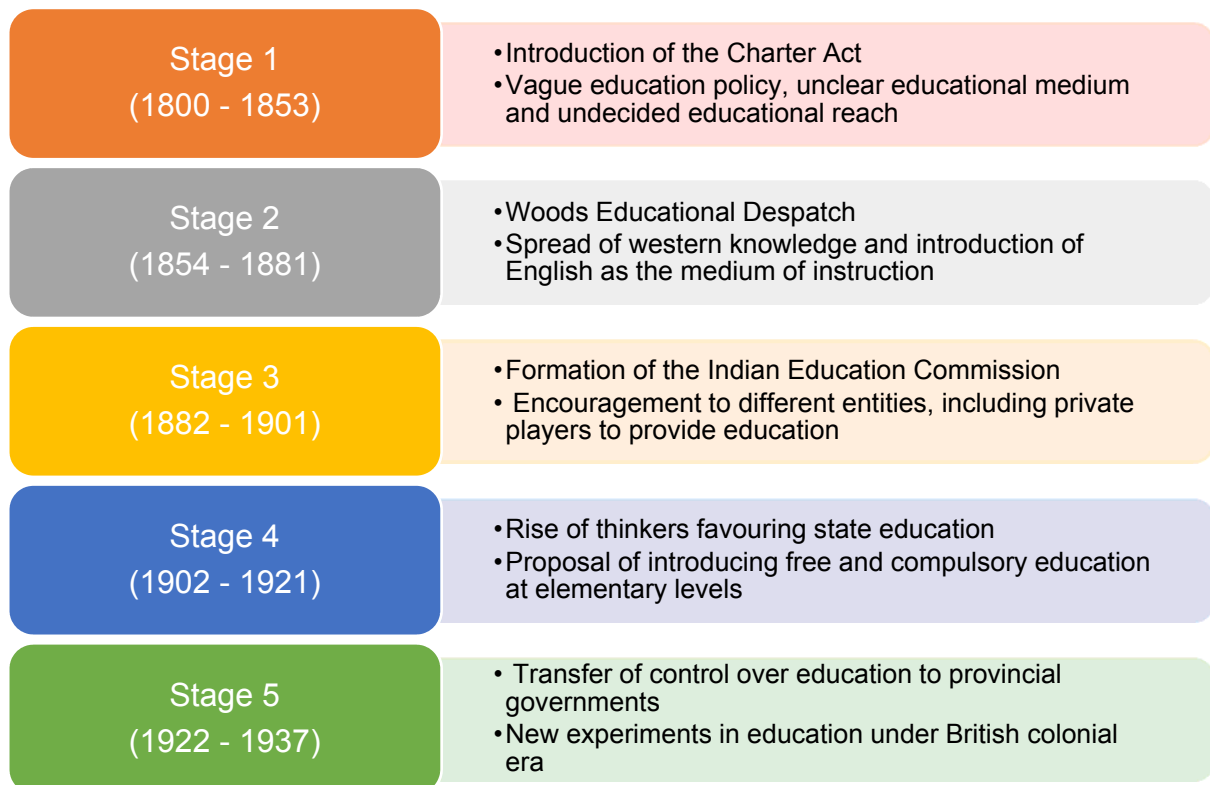 Stage 1
(1800 - 1853)
•Introduction of the Charter Act
•Vague education policy, unclear educational medium
and undecided educational reach
Stage 2
(1854 - 1881)
•Woods Educational Despatch
•Spread of western knowledge and introduction of
English as the medium of instruction
Stage 3
(1882 - 1901)
•Formation of the Indian Education Commission
• Encouragement to different entities, including private
players to provide education
Stage 4
(1902 - 1921)
•Rise of thinkers favouring state education
•Proposal of introducing free and compulsory education
at elementary levels
Stage 5
(1922 - 1937)
• Transfer of control over education to provincial
governments
•New experiments in education under British colonial
era